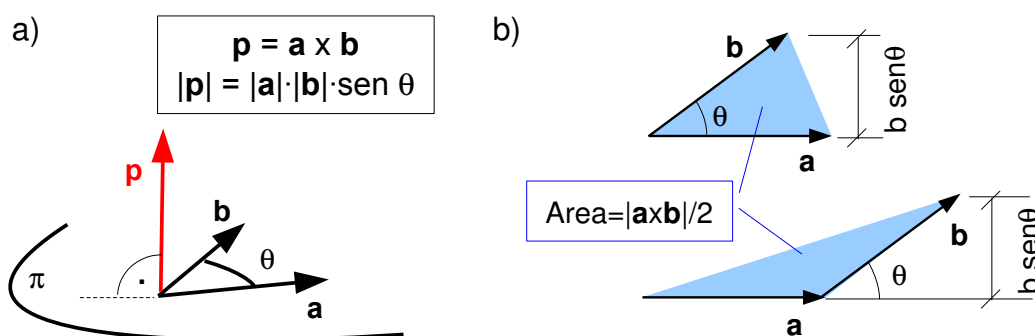 a)
p = a x b
|p| = |a|·|b|·sen θ
p
b
θ
a
π
b)
b
θ
a
b senθ
Area=|axb|/2
b
θ
a
b senθ